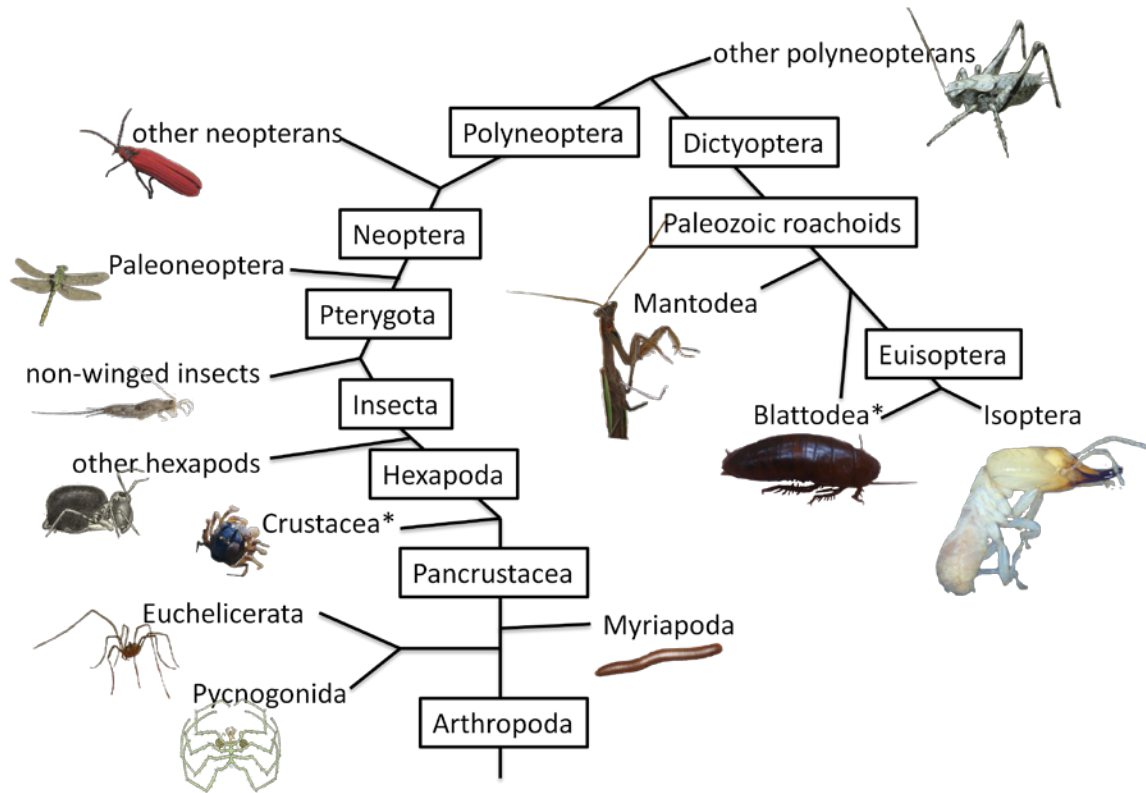 other polyneopterans
other neopterans
Polyneoptera
Dictyoptera
Neoptera
Paleozoic roachoids
Paleoneoptera
Mantodea
Pterygota
Euisoptera
non-winged insects
Insecta
Blattodea*
Isoptera
other hexapods
Hexapoda
Crustacea*
Pancrustacea
Euchelicerata
Myriapoda
Pycnogonida
Arthropoda